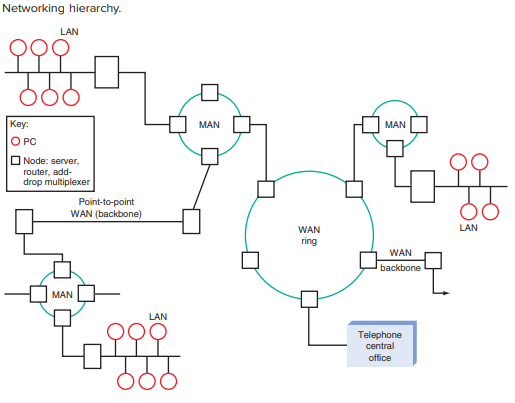 Networking hierarchy.
LAN
MAN
MAN
Key:
PC
Node: server,
router, add-
drop multiplexer
Point-to-point
WAN (backbone)
LAN
WAN
ring
WAN
backbone
MAN
LAN
Telephone
central
office